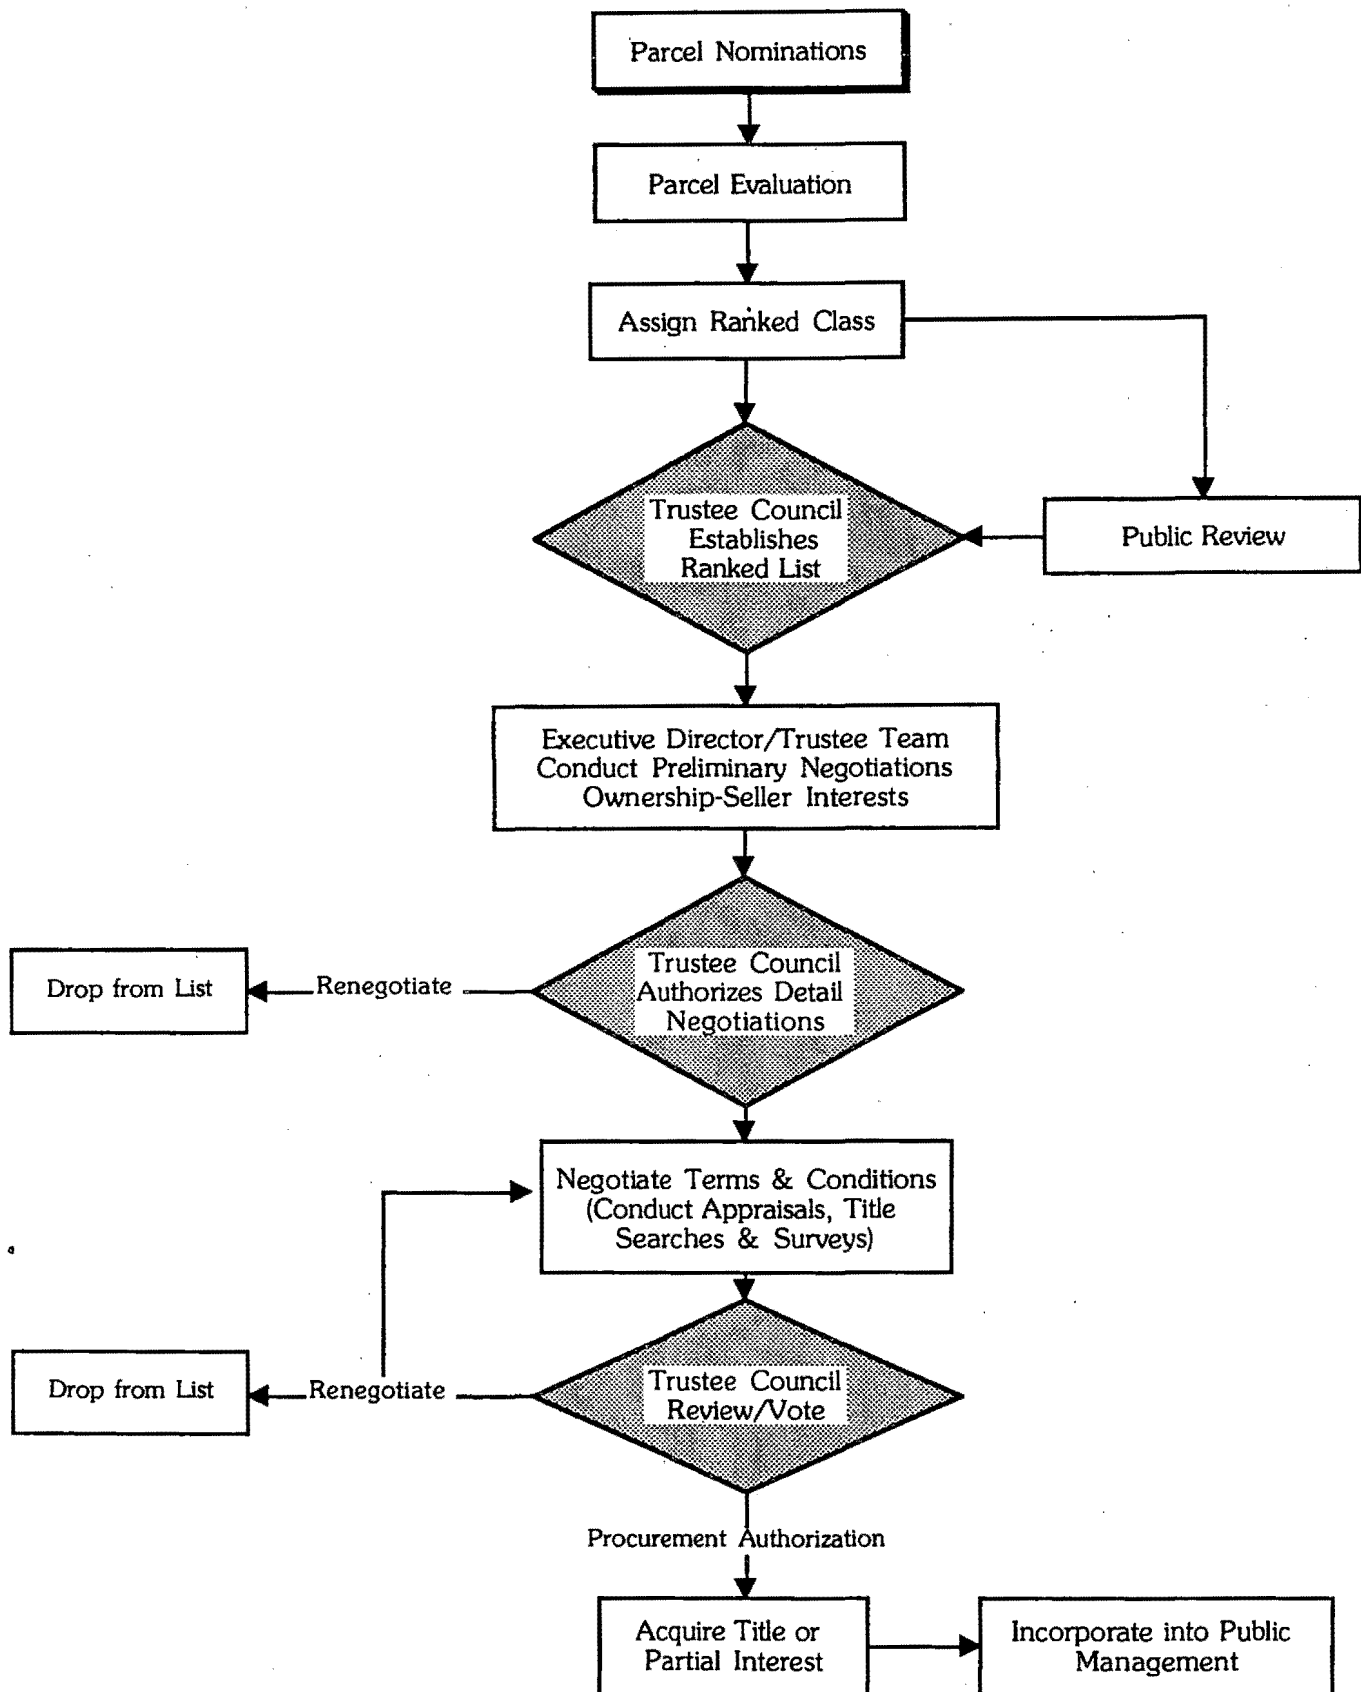 Parcel Nominations
Parcel Evaluation
Assign Ranked Class
Trustee Council
Establishes
Ranked List
Public Review
Executive Director/Trustee Team
Conduct Preliminary Negotiations
Ownership-Seller Interests
Trustee Council
Authorizes Detail
Negotiations
Renegotiate
Drop from List
Negotiate Terms & Conditions
(Conduct Appraisals, Title
Searches & Surveys)
Trustee Council
Review/Vote
Renegotiate
Drop from List
Procurement Authorization
Acquire Title or
Partial Interest
Incorporate into Public
Management